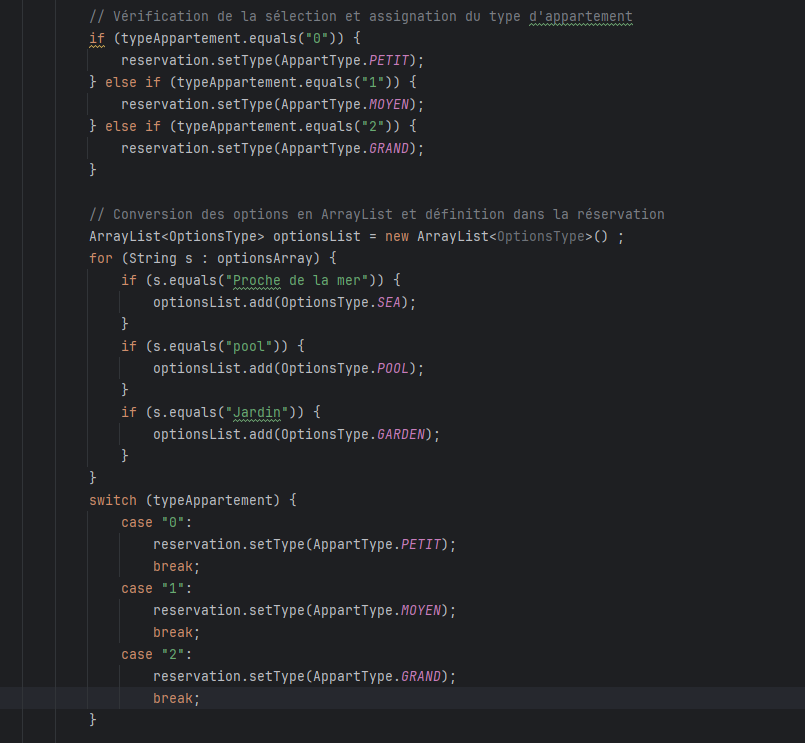 // Vérification de la sélection et assignation du type d'appartement
if (typeAppartement.equals("0")) {
reservation.setType(AppartType.PETIT);
} else if (typeAppartement.equals("1")) {
reservation.setType(AppartType.MOYEN);
} else if (typeAppartement.equals("2")) {
reservation.setType(AppartType.GRAND);
}
// Conversion des options en ArrayList et définition dans la réservation
ArrayList<OptionsType> optionsList = new ArrayList<OptionsType>() ;
for (String s : optionsArray) {
if (s.equals("Proche de la mer")) {
optionsList.add(OptionsType.SEA);
}
if (s.equals("pool")) {
optionsList.add(OptionsType.POOL);
}
if (s.equals("Jardin")) {
optionsList.add(OptionsType.GARDEN);
}
}
switch (typeAppartement) {
case "0":
reservation.setType(AppartType.PETIT);
break;
case "1":
reservation.setType(AppartType.MOYEN);
break;
case "2":
reservation.setType(AppartType.GRAND);
break;
}